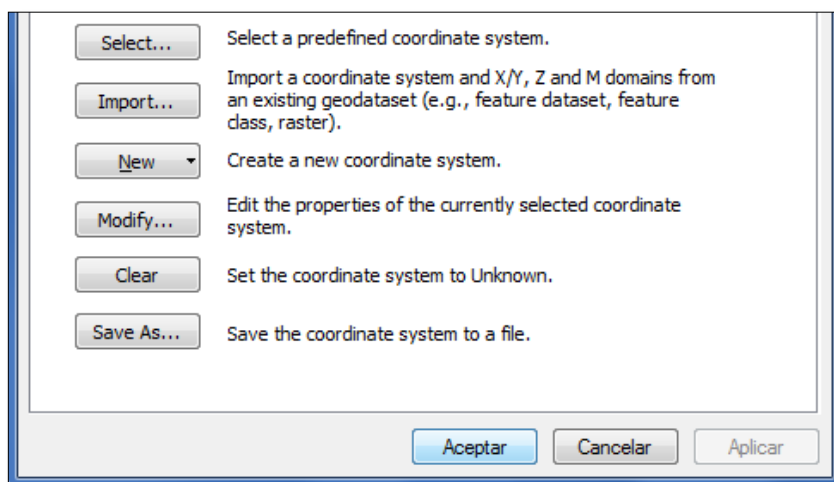 Select... Select a predefined coordinate system.
Import... Import a coordinate system and X/Y, Z and M domains from
an existing geodataset (e.g., feature dataset, feature
class, raster).
New Create a new coordinate system.
Modify... Edit the properties of the currently selected coordinate
system.
Clear Set the coordinate system to Unknown.
Save As... Save the coordinate system to a file.
Aceptar Cancelar Aplicar